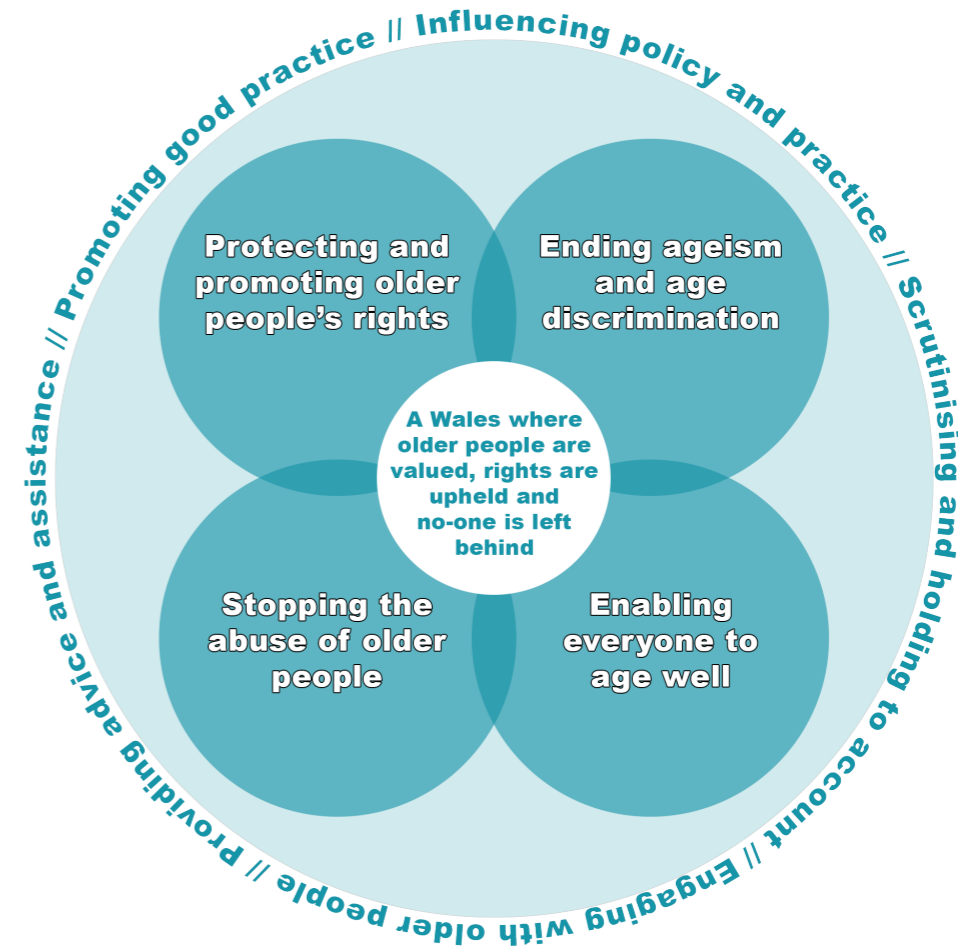 Promoting good practice // Influencing policy and practice // Scrutinising and holding to account // Engaging with older people // Providing advice and assistance //
Protecting and
promoting older
people’s rights
Ending ageism
and age
discrimination
A Wales where
older people are
valued, rights are
upheld and
no-one is left
behind
Stopping the
abuse of older
people
Enabling
everyone to
age well